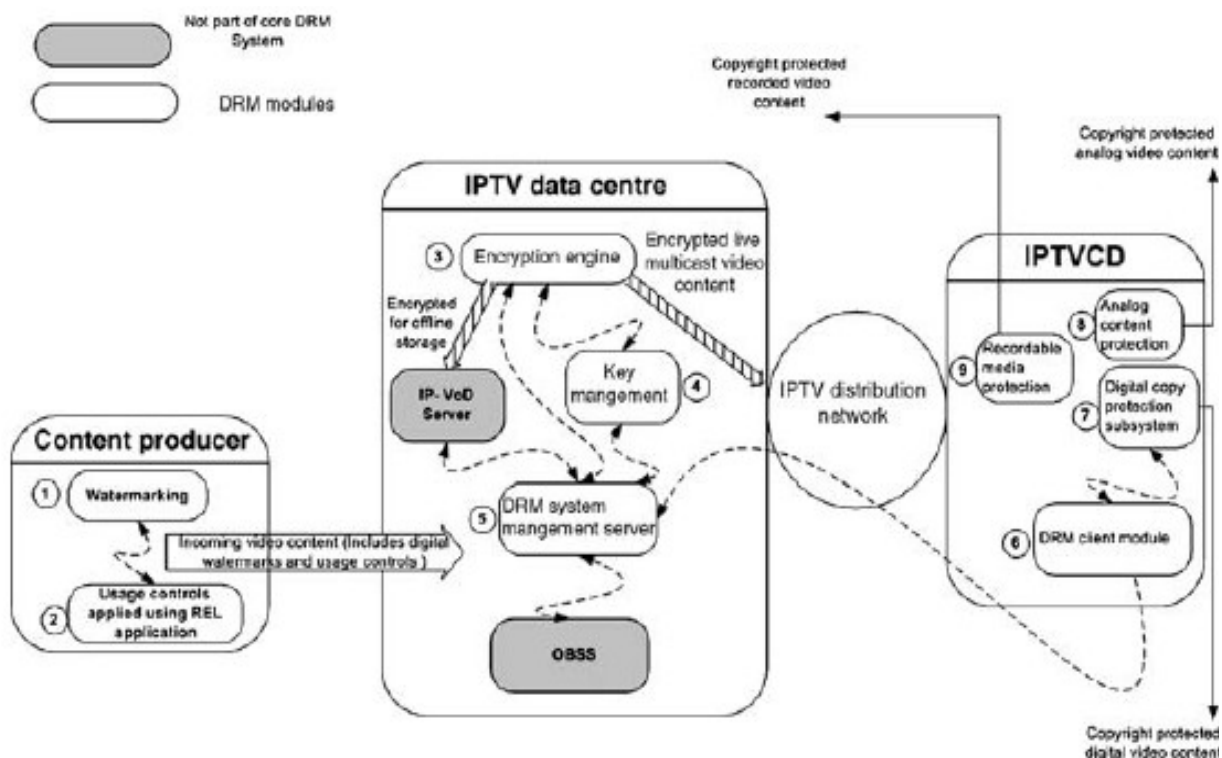 Not part of core DRM
System
DRM modules
Copyright protected
recorded video
content
Copyright protected
analog video content
IPTV data centre
3
Encryption engine
Encrypted live
multicast video
content
Encrypted
for offline
storage
IP- VoD
Server
Key
mangement
4
IPTV distribution
network
IPTVCD
8
Analog
content
protection
9
Recordable
media
protection
7
Digital copy
protection
subsystem
Content producer
1
Watermarking
5
DRM system
mangement server
6
DRM client module
Incoming video content (Includes digital
watermarks and usage controls )
2
Usage controls
applied using REL
application
OBSS
Copyright protected
digital video content